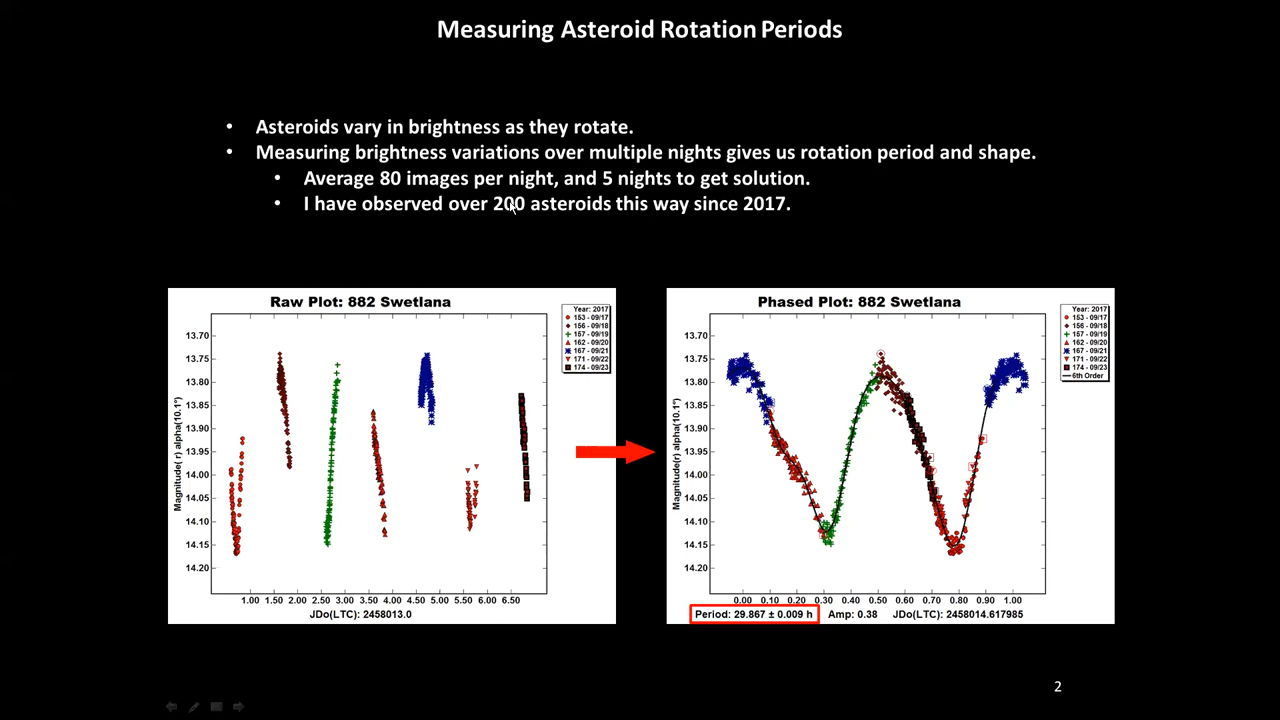 Measuring Asteroid Rotation Periods
• Asteroids vary in brightness as they rotate.
• Measuring brightness variations over multiple nights gives us rotation period and shape.
• Average 80 images per night, and 5 nights to get solution.
• I have observed over 200 asteroids this way since 2017.
Raw Plot: 882 Swetlana
Year: 2017
153 - 09/17
156 - 09/18
157 - 09/19
162 - 09/20
167 - 09/21
171 - 09/22
174 - 09/23
Magnitude( r) alpha(10.1°)
13.70
13.75
13.80
13.85
13.90
13.95
14.00
14.05
14.10
14.15
14.20
1.00 1.50 2.00 2.50 3.00 3.50 4.00 4.50 5.00 5.50 6.00 6.50
JDo(LTC): 2458013.0
Phased Plot: 882 Swetlana
Year: 2017
153 - 09/17
156 - 09/18
157 - 09/19
162 - 09/20
167 - 09/21
171 - 09/22
174 - 09/23
6th Order
Magnitude(r) alpha(10.1°)
13.70
13.75
13.80
13.85
13.90
13.95
14.00
14.05
14.10
14.15
14.20
0.00 0.10 0.20 0.30 0.40 0.50 0.60 0.70 0.80 0.90 1.00
Period: 29.867 ± 0.009 h Amp: 0.38 JDo(LTC): 2458014.617985
2